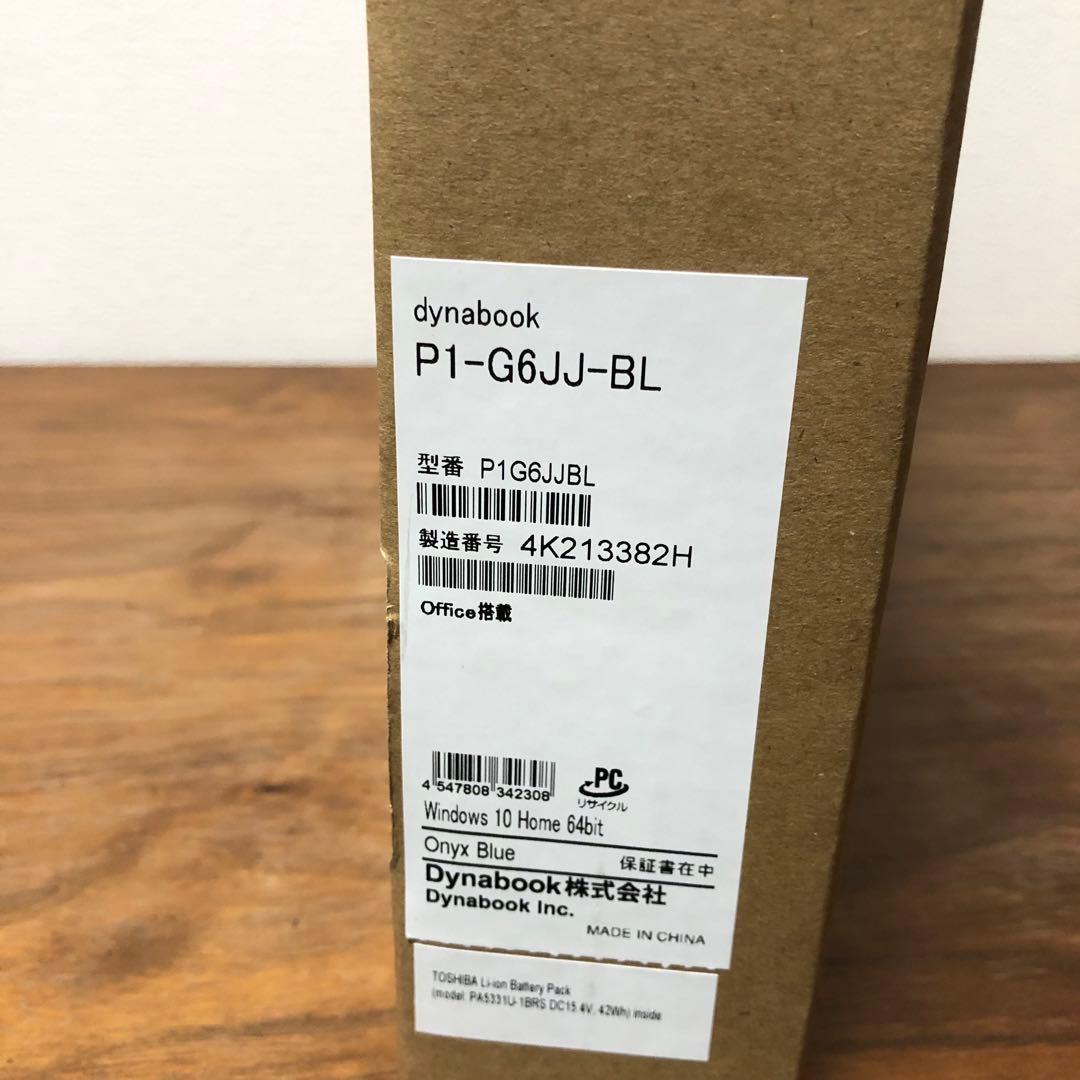 dynabook
P1-G6JJ-BL
型番 P1G6JJBL
製造番号 4K213382H
Office搭載
4 547808 342308
PC
リサイクル
Windows 10 Home 64bit
Onyx Blue
保証書在中
Dynabook株式会社
Dynabook Inc.
MADE IN CHINA
TOSHIBA Li-ion Battery Pack
(model: PA5331U-1BRS DC15.4V, 42Wh) inside